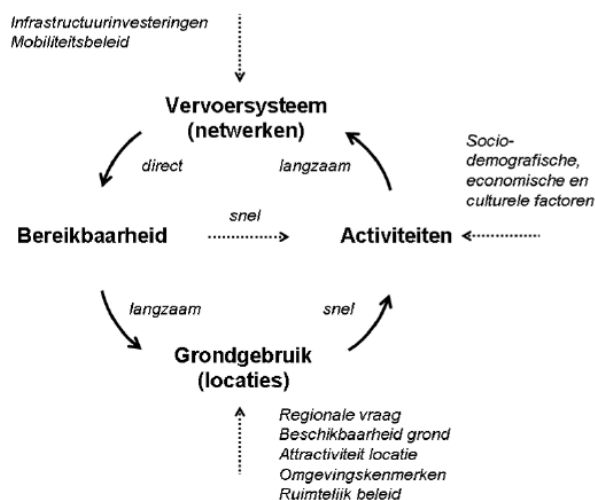 Infrastructuurinvesteringen
Mobiliteitsbeleid
Vervoersysteem
(netwerken)
direct
langzaam
Socio-
demografische,
economische en
culturele factoren
Bereikbaarheid
snel
Activiteiten
langzaam
snel
Grondgebruik
(locaties)
Regionale vraag
Beschikbaarheid grond
Attractiviteit locatie
Omgevingskenmerken
Ruimtelijk beleid